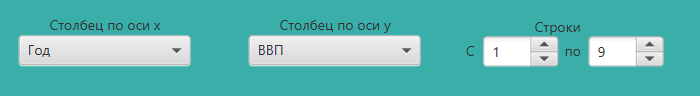 Столбец по оси x
Столбец по оси y
Строки
Год
ВВП
С 1 по 9